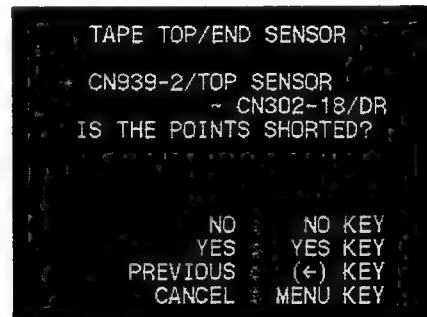 TAPE TOP/END SENSOR
* CN939-2/TOP SENSOR
~ CN302-18/DR
IS THE POINTS SHORTED?
NO : NO KEY
YES : YES KEY
PREVIOUS : (←) KEY
CANCEL : MENU KEY